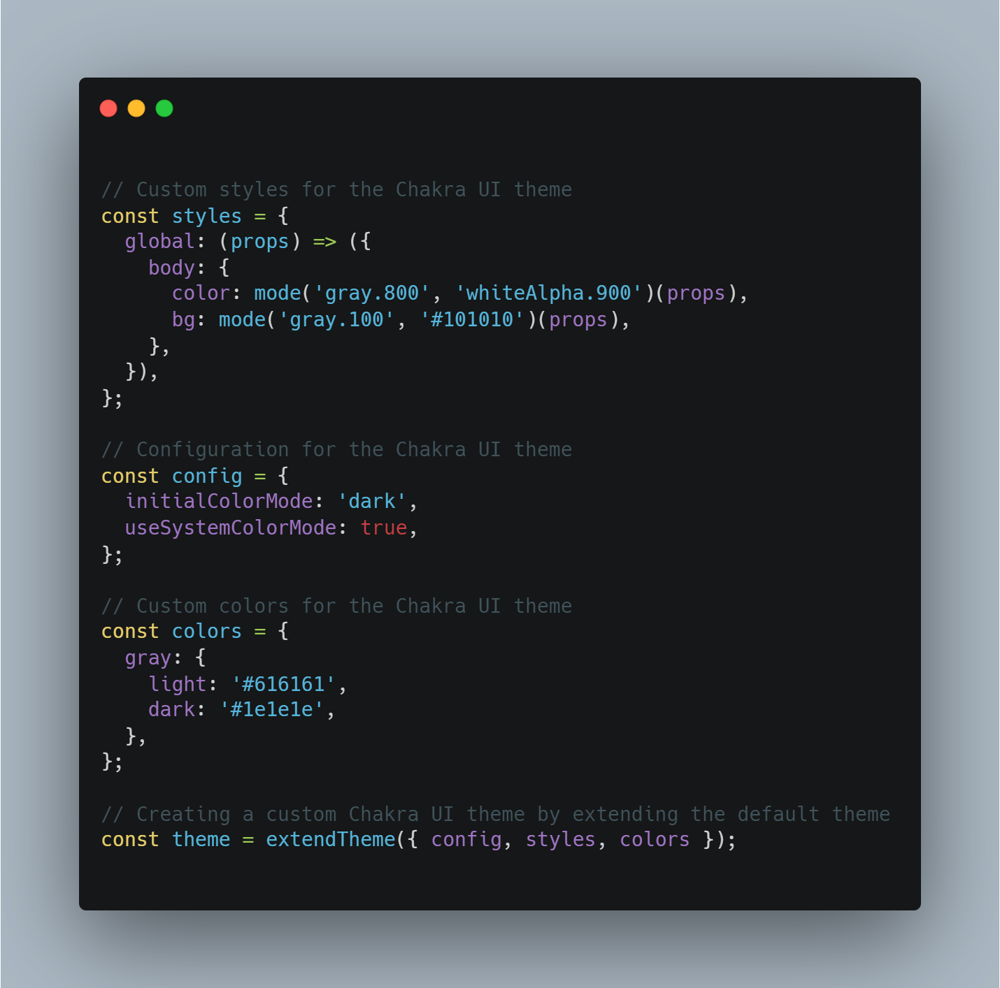 // Custom styles for the Chakra UI theme
const styles = {
  global: (props) => ({
    body: {
      color: mode('gray.800', 'whiteAlpha.900')(props),
      bg: mode('gray.100', '#101010')(props),
    },
  }),
};

// Configuration for the Chakra UI theme
const config = {
  initialColorMode: 'dark',
  useSystemColorMode: true,
};

// Custom colors for the Chakra UI theme
const colors = {
  gray: {
    light: '#616161',
    dark: '#1e1e1e',
  },
};

// Creating a custom Chakra UI theme by extending the default theme
const theme = extendTheme({ config, styles, colors });